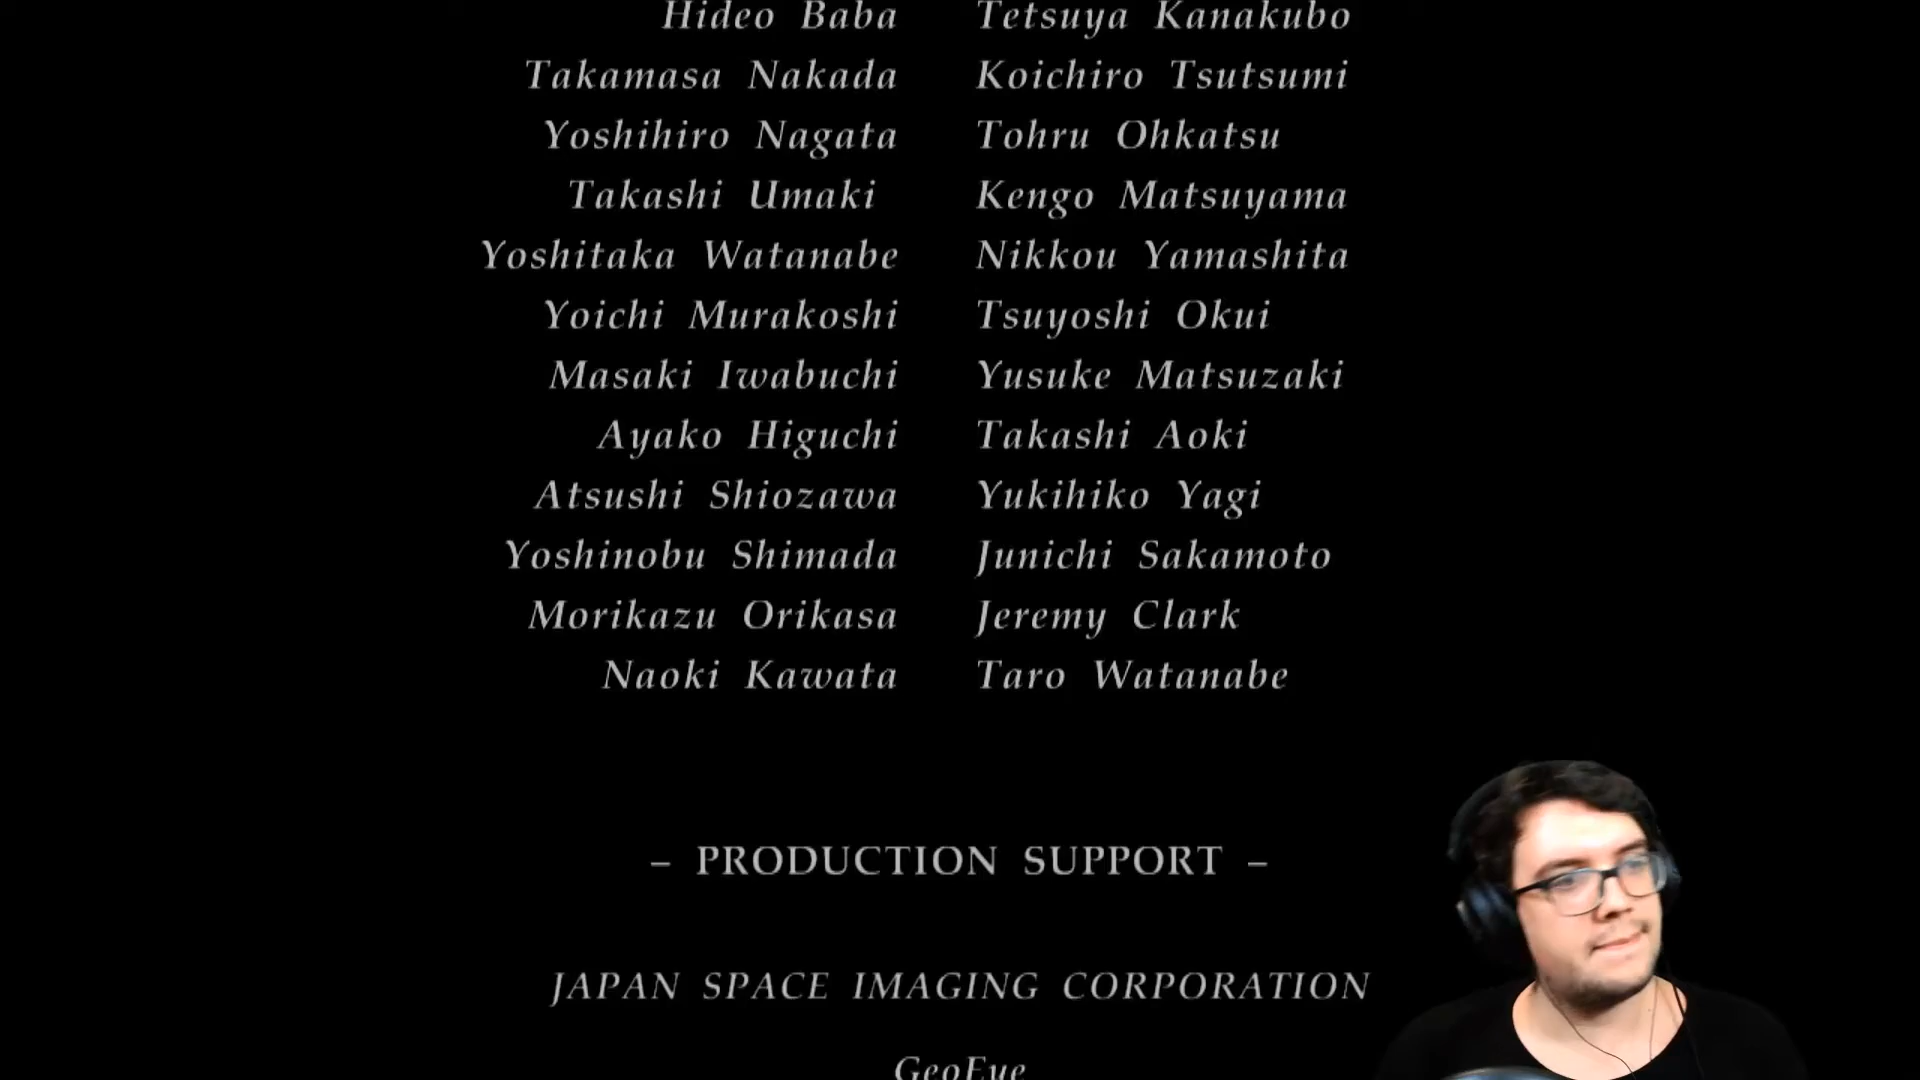 Hideo Baba Tetsuya Kanakubo
Takamasa Nakada Koichiro Tsutsumi
Yoshihiro Nagata Tohru Ohkatsu
Takashi Umaki Kengo Matsuyama
Yoshitaka Watanabe Nikkou Yamashita
Yoichi Murakoshi Tsuyoshi Okui
Masaki Iwabuchi Yusuke Matsuzaki
Ayako Higuchi Takashi Aoki
Atsushi Shiozawa Yukihiko Yagi
Yoshinobu Shimada Junichi Sakamoto
Morikazu Orikasa Jeremy Clark
Naoki Kawata Taro Watanabe
– PRODUCTION SUPPORT –
JAPAN SPACE IMAGING CORPORATION
GeoEye